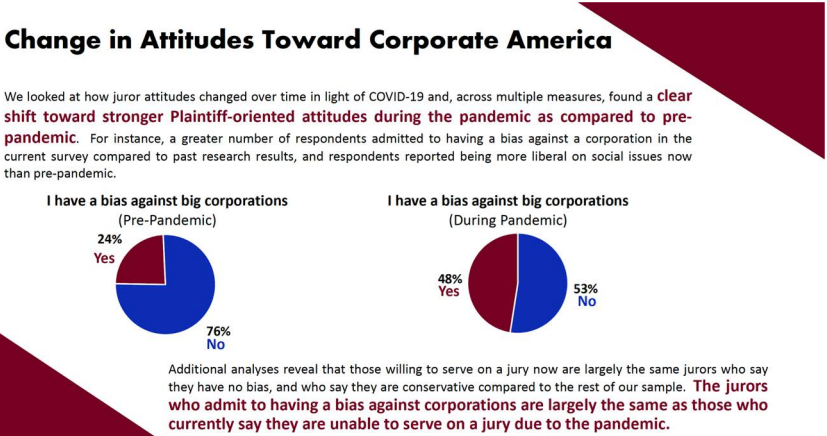 Change in Attitudes Toward Corporate America
We looked at how juror attitudes changed over time in light of COVID-19 and, across multiple measures, found a clear
shift toward stronger Plaintiff-oriented attitudes during the pandemic as compared to pre-
pandemic. For instance, a greater number of respondents admitted to having a bias against a corporation in the
current survey compared to past research results, and respondents reported being more liberal on social issues now
than pre-pandemic.
I have a bias against big corporations
(Pre-Pandemic)
24%
Yes
76%
No
I have a bias against big corporations
(During Pandemic)
48%
Yes
53%
No
Additional analyses reveal that those willing to serve on a jury now are largely the same jurors who say
they have no bias, and who say they are conservative compared to the rest of our sample. The jurors
who admit to having a bias against corporations are largely the same as those who
currently say they are unable to serve on a jury due to the pandemic.